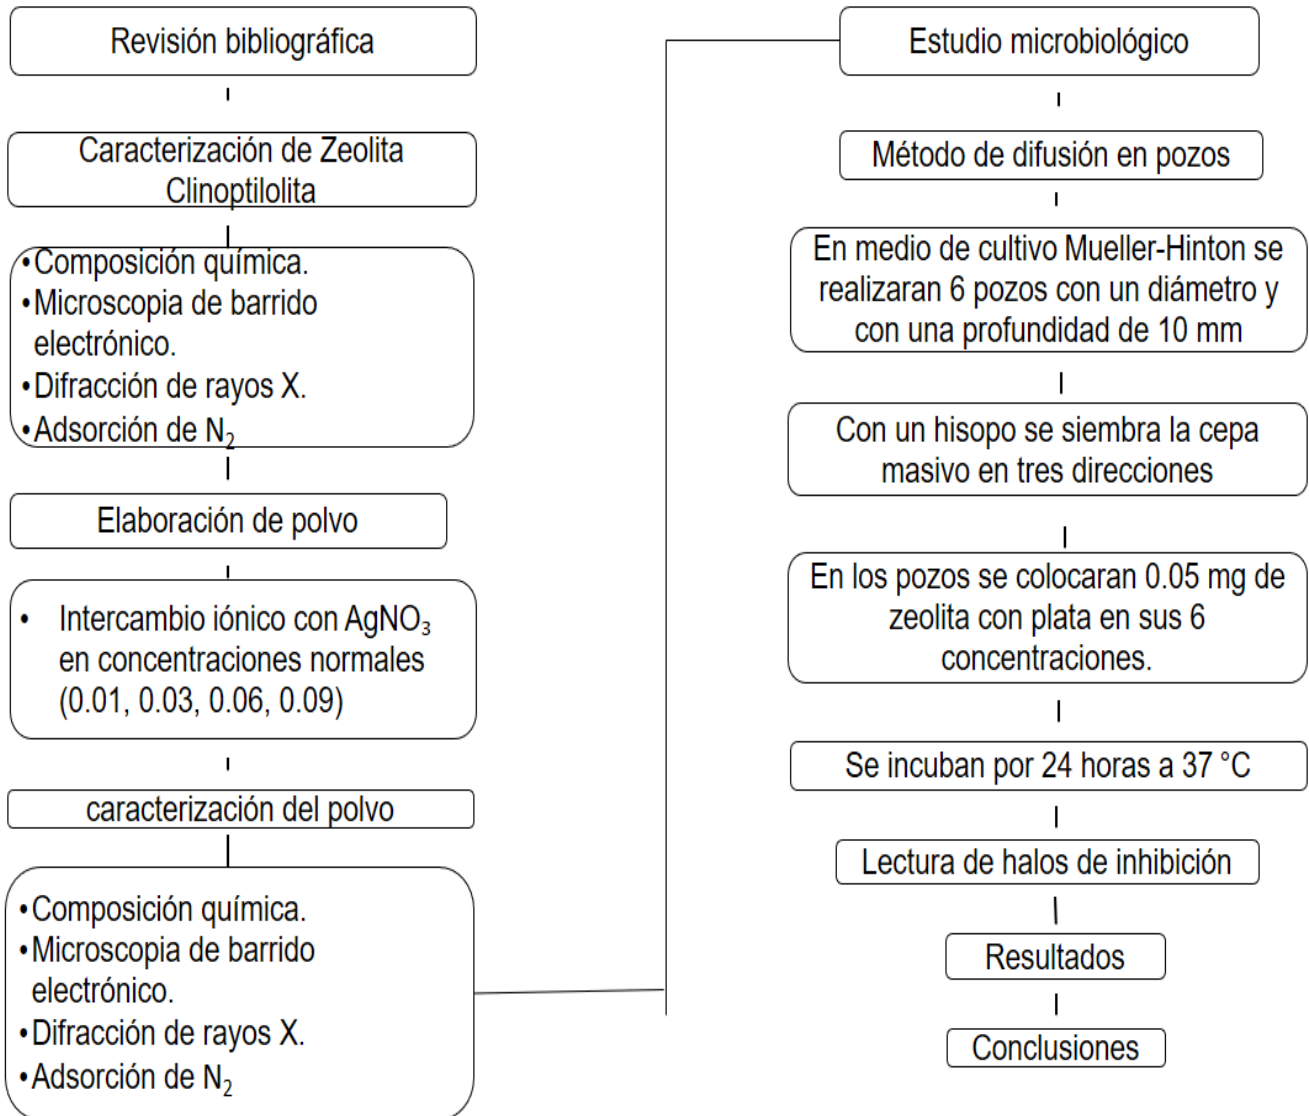 Revisión bibliográfica
Caracterización de Zeolita
Clinoptilolita
•Composición química.
•Microscopia de barrido
electrónico.
•Difracción de rayos X.
•Adsorción de N₂
Elaboración de polvo
• Intercambio iónico con AgNO₃
en concentraciones normales
(0.01, 0.03, 0.06, 0.09)
caracterización del polvo
•Composición química.
•Microscopia de barrido
electrónico.
•Difracción de rayos X.
•Adsorción de N₂
Estudio microbiológico
Método de difusión en pozos
En medio de cultivo Mueller-Hinton se
realizaran 6 pozos con un diámetro y
con una profundidad de 10 mm
Con un hisopo se siembra la cepa
masivo en tres direcciones
En los pozos se colocaran 0.05 mg de
zeolita con plata en sus 6
concentraciones.
Se incuban por 24 horas a 37 °C
Lectura de halos de inhibición
Resultados
Conclusiones